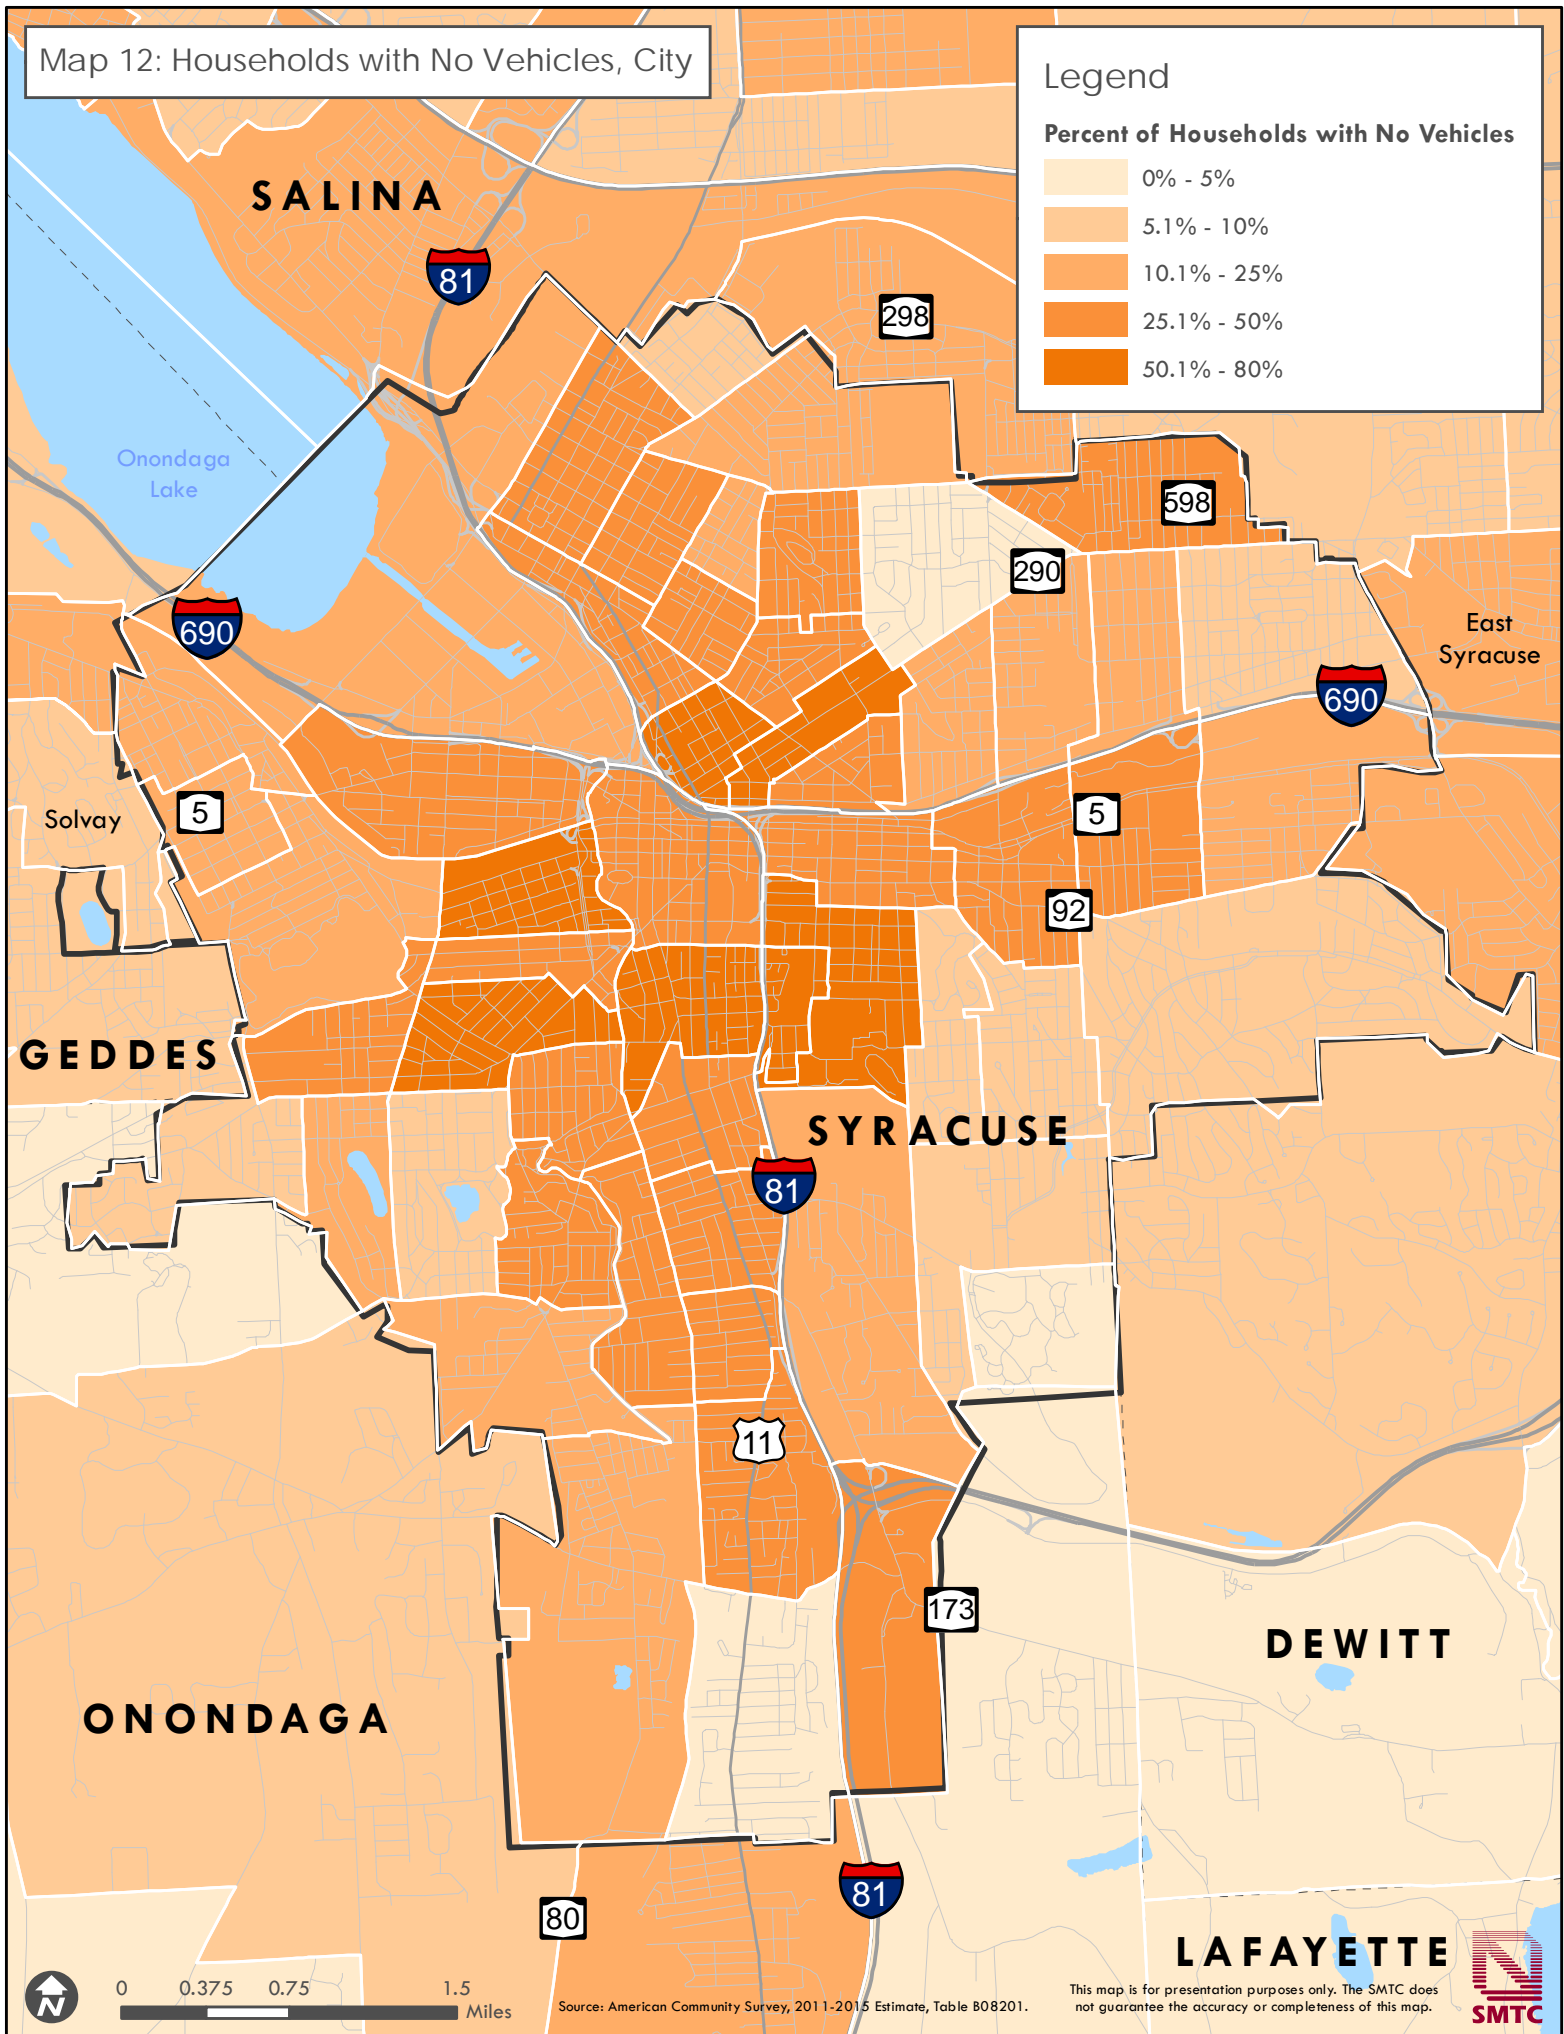 Map 12: Households with No Vehicles, City
Legend
Percent of Households with No Vehicles
0% - 5%
5.1% - 10%
10.1% - 25%
25.1% - 50%
50.1% - 80%
SALINA
81
298
Onondaga
Lake
598
290
690
East
Syracuse
690
Solvay
5
5
92
GEDDES
SYRACUSE
81
11
173
DEWITT
ONONDAGA
81
80
LAFAYETTE
N
0 0.375 0.75 1.5
Miles
Source: American Community Survey, 2011-2015 Estimate, Table B08201.
This map is for presentation purposes only. The SMTC does
not guarantee the accuracy or completeness of this map.
SMTC